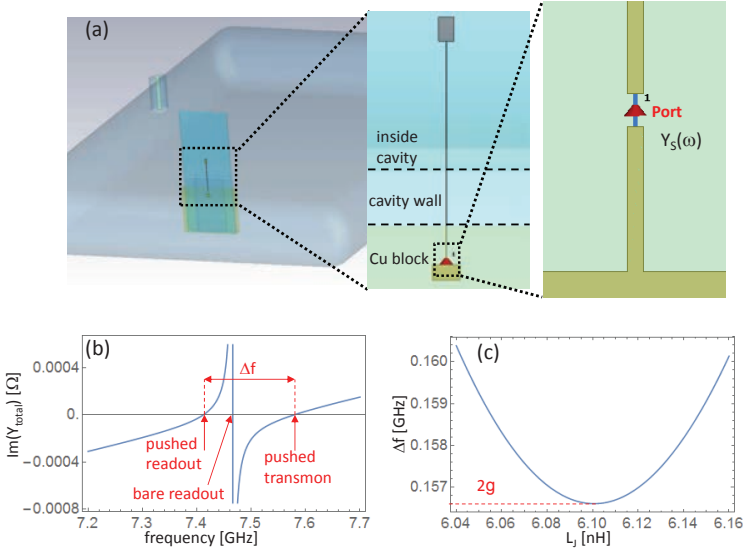 (a)
inside
cavity
cavity wall
Cu block
1
Port
Y_S(ω)
(b)
Δf
0.0004
0.
-0.0004
-0.0008
Im(Y_total) [Ω]
pushed
readout
bare readout
pushed
transmon
7.2 7.3 7.4 7.5 7.6 7.7
frequency [GHz]
(c)
0.160
0.159
0.158
0.157
Δf [GHz]
2g
6.04 6.06 6.08 6.10 6.12 6.14 6.16
L_J [nH]